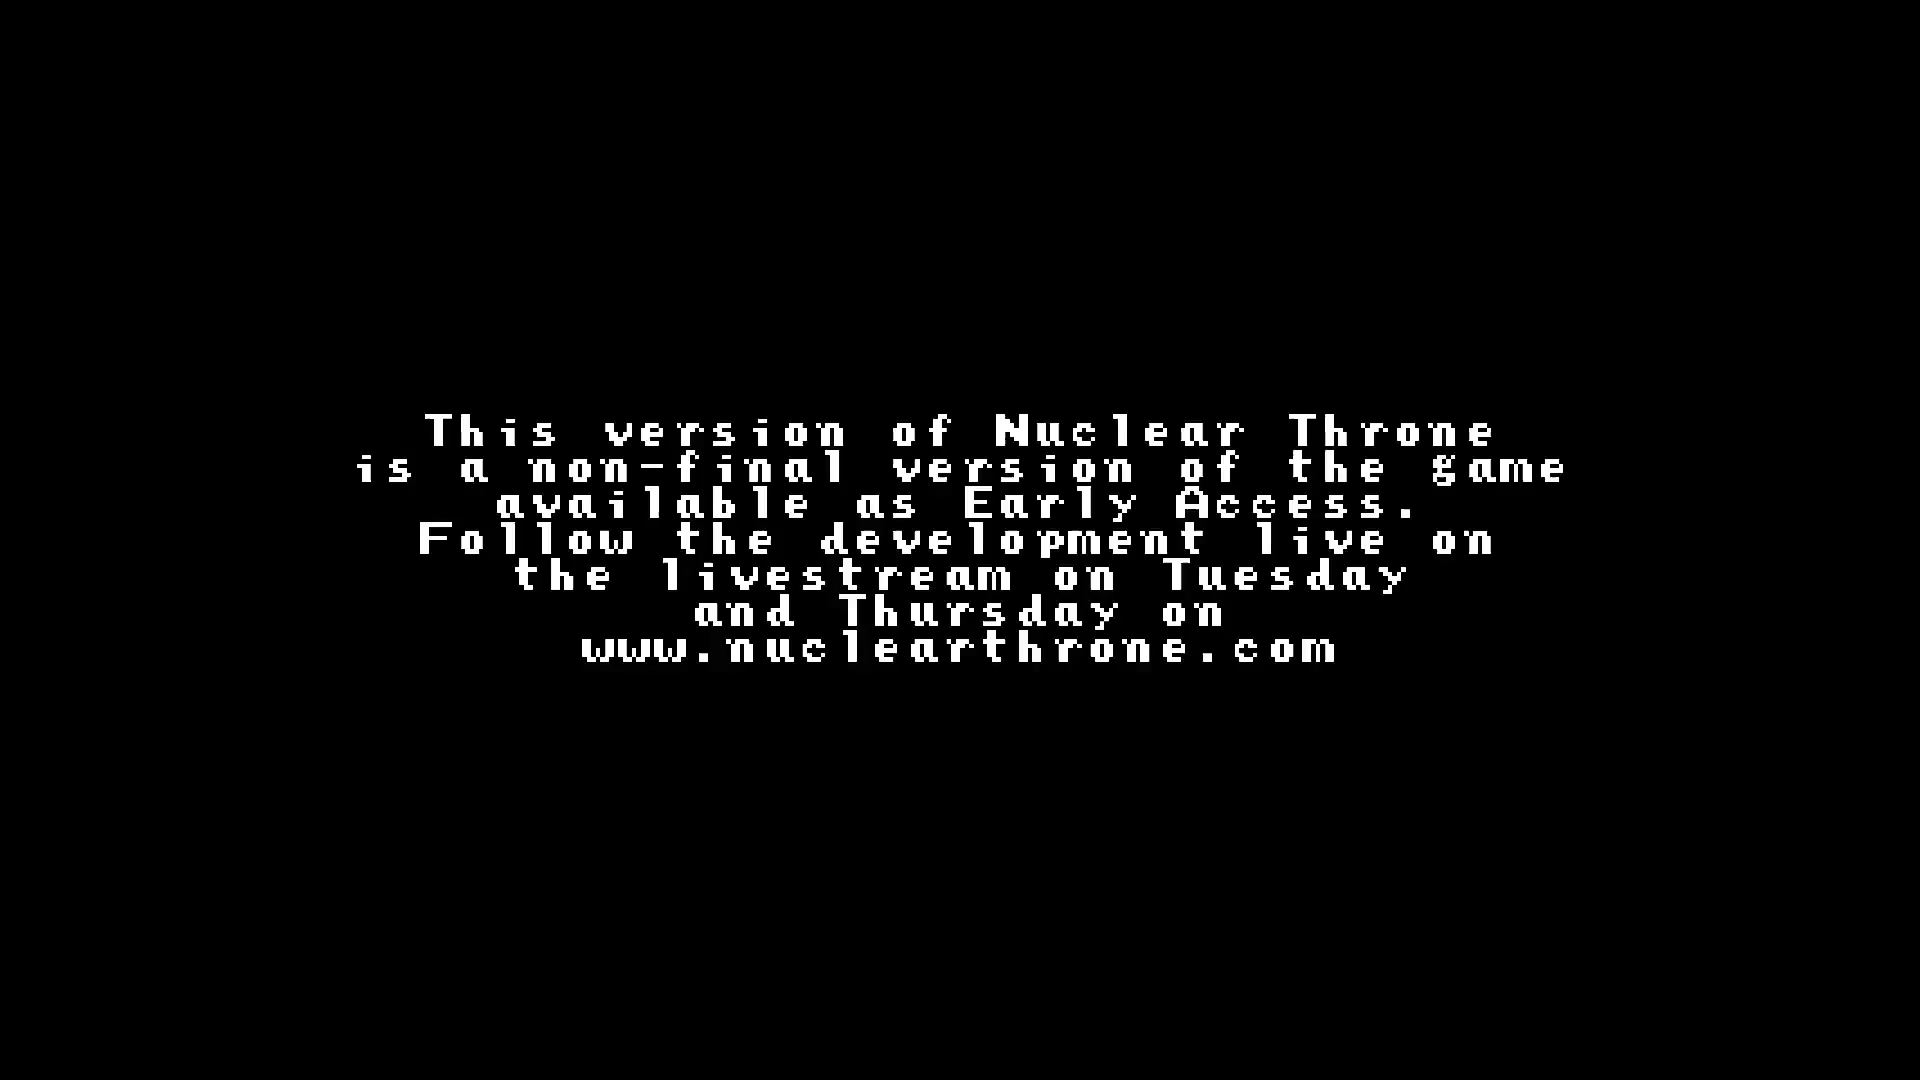 This version of Nuclear Throne
is a non-final version of the game
available as Early Access.
Follow the development live on
the livestream on Tuesday
and Thursday on
www.nuclearthrone.com